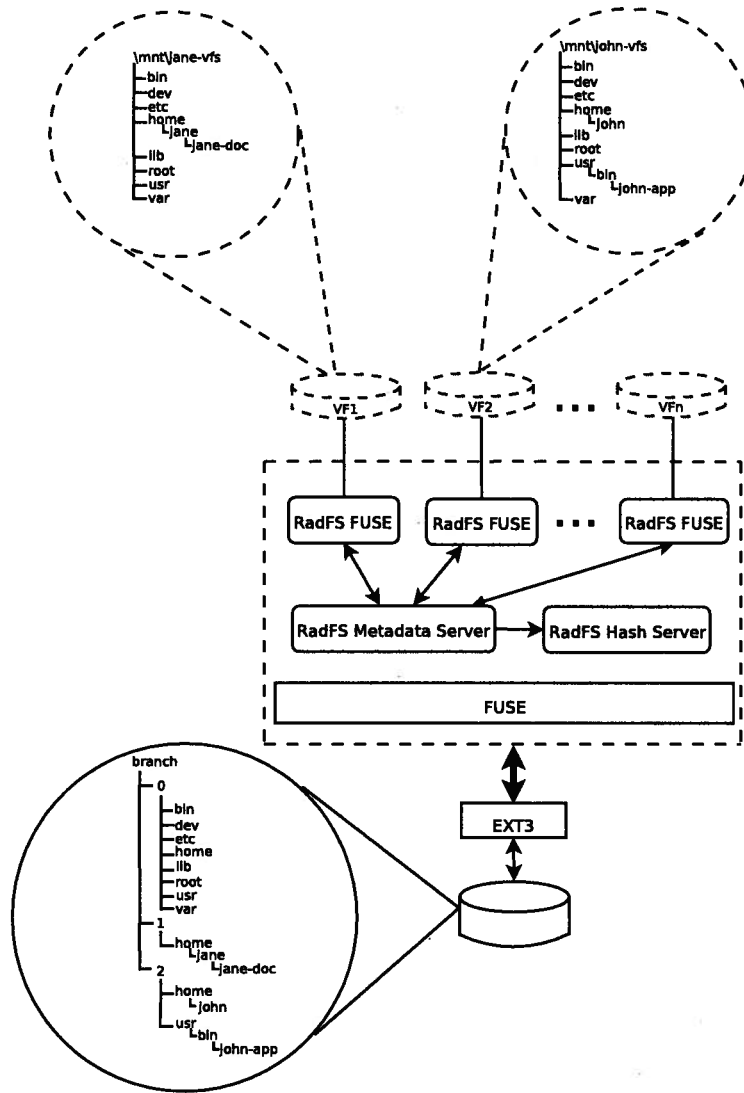 \mnt\jane-vfs
bin
dev
etc
home
jane
jane-doc
lib
root
usr
var
\mnt\john-vfs
bin
dev
etc
home
john
lib
root
usr
bin
john-app
var
VF1
VF2
...
VFn
RadFS FUSE
RadFS FUSE
...
RadFS FUSE
RadFS Metadata Server
RadFS Hash Server
FUSE
EXT3
branch
0
bin
dev
etc
home
lib
root
usr
var
1
home
jane
jane-doc
2
home
john
usr
bin
john-app